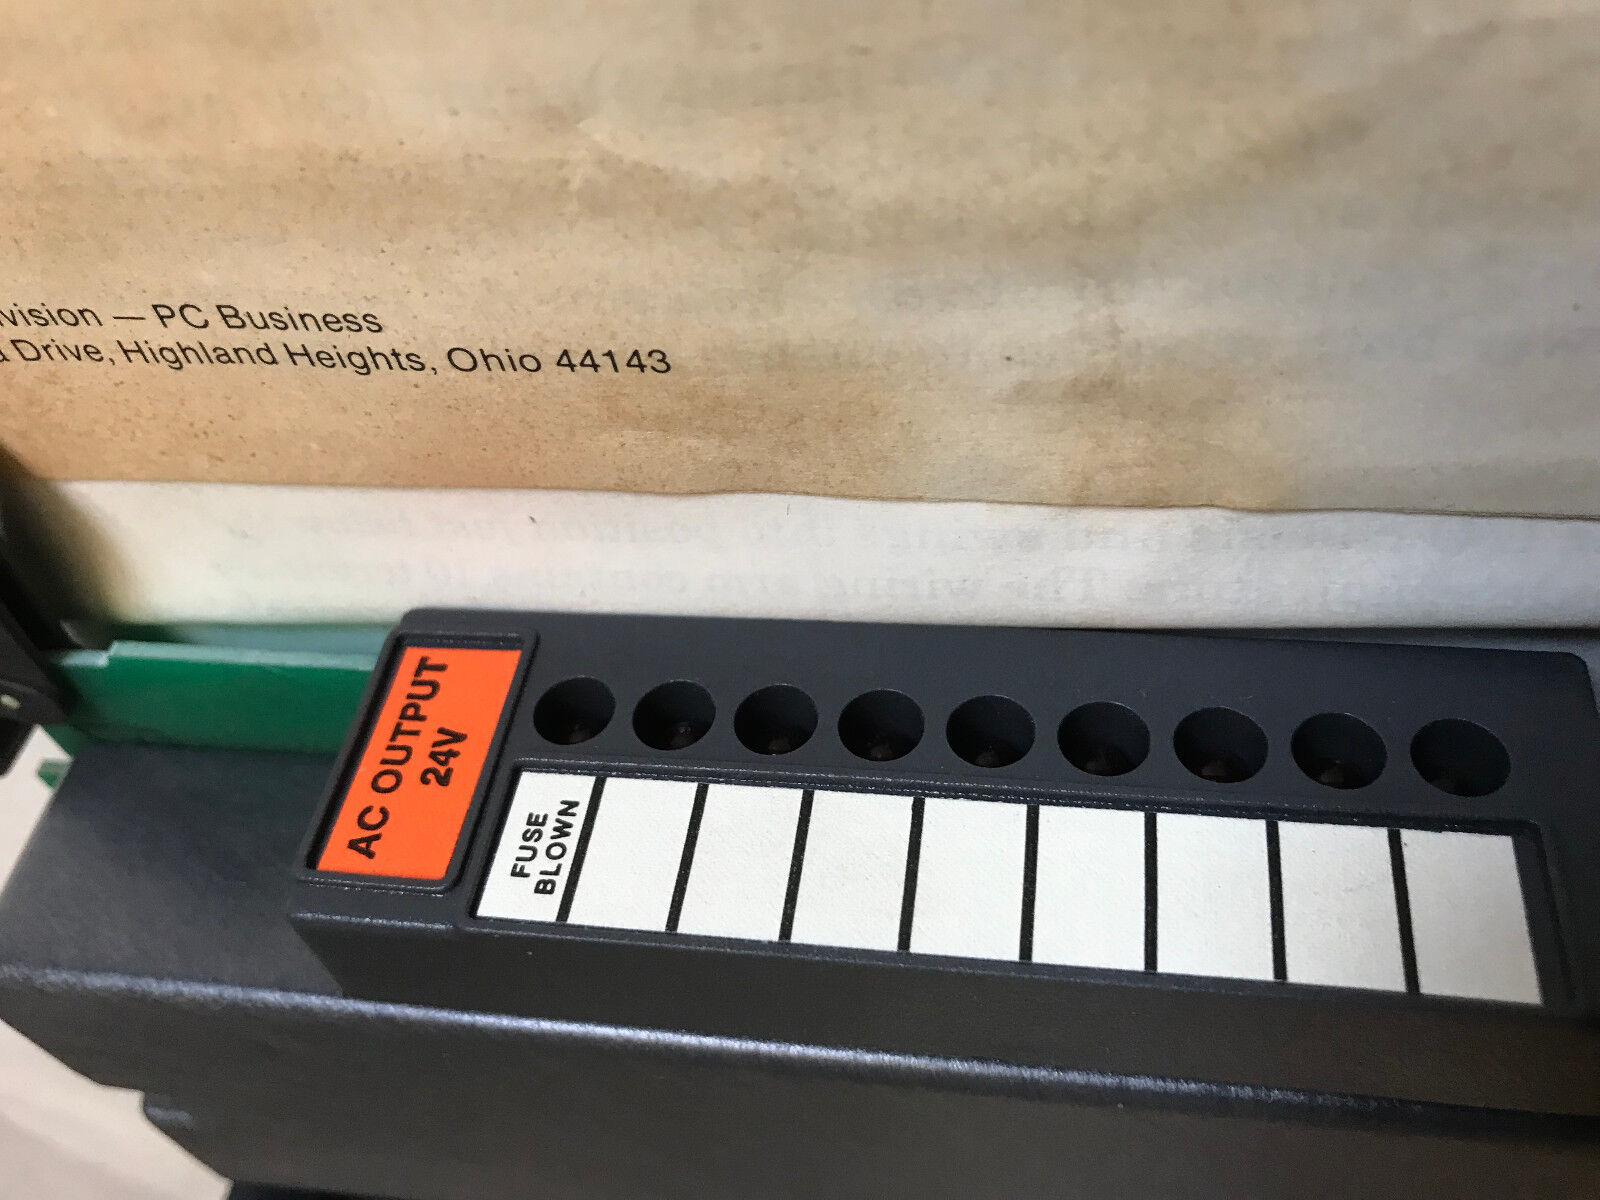 vision — PC Business
Drive, Highland Heights, Ohio 44143
AC OUTPUT
24V
FUSE
BLOWN